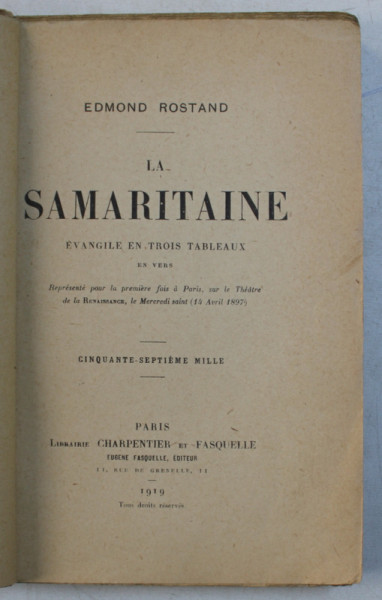 EDMOND ROSTAND
LA
SAMARITAINE
ÉVANGILE EN TROIS TABLEAUX
EN VERS
Représenté pour la première fois à Paris, sur le Théâtre
de la RENAISSANCE, le Mercredi saint (14 Avril 1897)
CINQUANTE-SEPTIÈME MILLE
PARIS
LIBRAIRIE CHARPENTIER ET FASQUELLE
EUGÈNE FASQUELLE, ÉDITEUR
11, RUE DE GRENELLE, 11
1919
Tous droits réservés